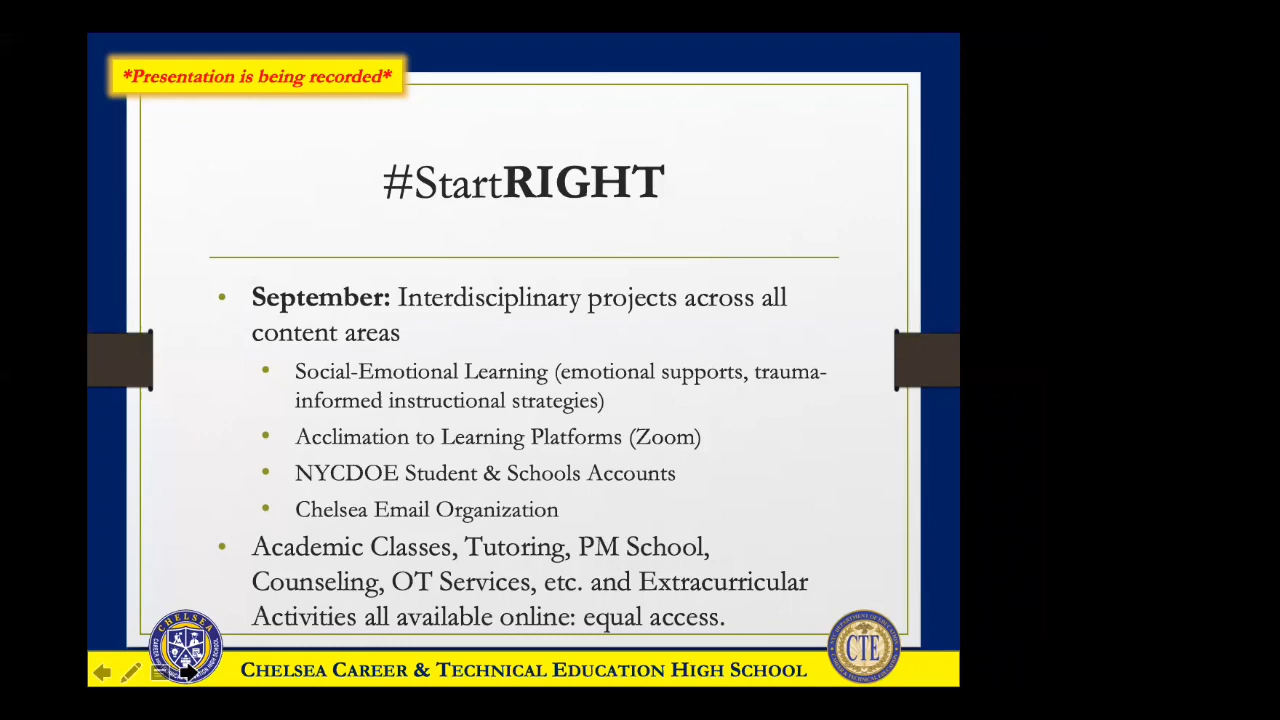 *Presentation is being recorded*
#StartRIGHT
• September: Interdisciplinary projects across all
content areas
• Social-Emotional Learning (emotional supports, trauma-
informed instructional strategies)
• Acclimation to Learning Platforms (Zoom)
• NYCDOE Student & Schools Accounts
• Chelsea Email Organization
• Academic Classes, Tutoring, PM School,
Counseling, OT Services, etc. and Extracurricular
Activities all available online: equal access.
CHELSEA
CTE
CHELSEA CAREER & TECHNICAL EDUCATION HIGH SCHOOL